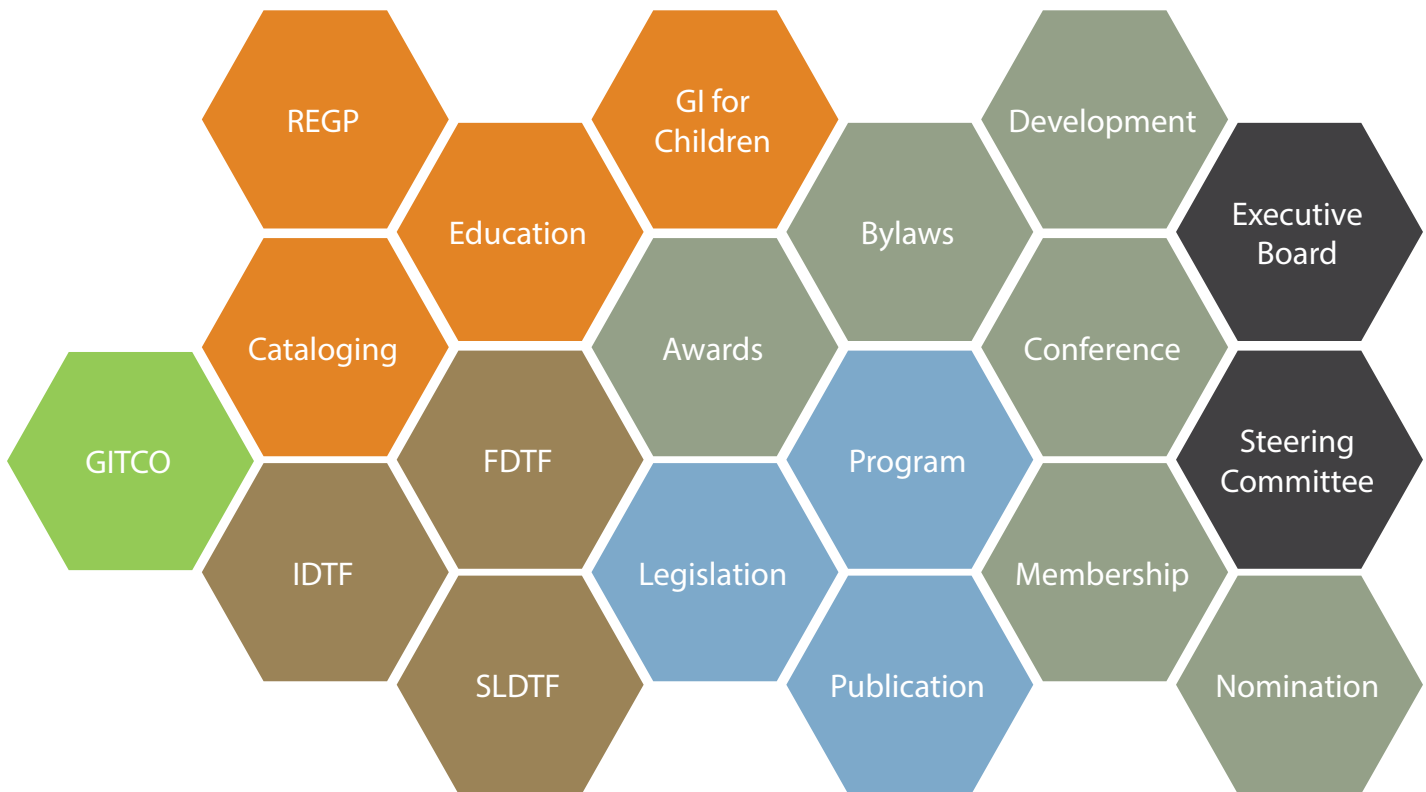 REGP
GI for
Children
Development
Education
Bylaws
Executive
Board
Cataloging
Awards
Conference
GITCO
FDTF
Program
Steering
Committee
IDTF
Legislation
Membership
SLDTF
Publication
Nomination